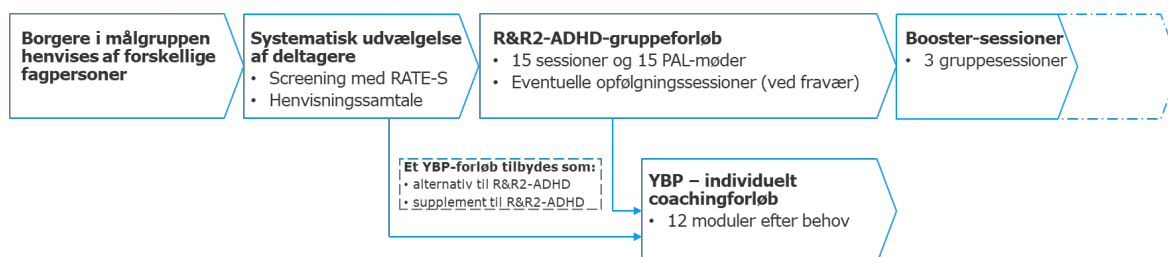 Borgere i målgruppen
henvises af forskellige
fagpersoner
Systematisk udvælgelse
af deltagere
• Screening med RATE-S
• Henvisningssamtale
R&R2-ADHD-gruppeforløb
• 15 sessioner og 15 PAL-møder
• Eventuelle opfølgningssessioner (ved fravær)
Booster-sessioner
• 3 gruppesessioner
Et YBP-forløb tilbydes som:
• alternativ til R&R2-ADHD
• supplement til R&R2-ADHD
YBP – individuelt
coachingforløb
• 12 moduler efter behov